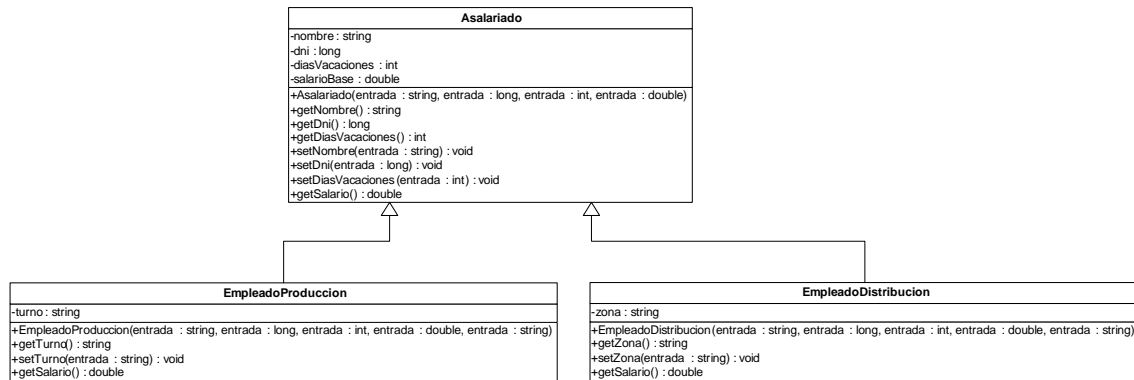 Asalariado
-nombre : string
-dni : long
-diasVacaciones : int
-salarioBase : double
+Asalariado(entrada : string, entrada : long, entrada : int, entrada : double)
+getNombre() : string
+getDni() : long
+getDiasVacaciones() : int
+setNombre(entrada : string) : void
+setDni(entrada : long) : void
+setDiasVacaciones(entrada : int) : void
+getSalario() : double
EmpleadoProduccion
-turno : string
+EmpleadoProduccion(entrada : string, entrada : long, entrada : int, entrada : double, entrada : string)
+getTurno() : string
+setTurno(entrada : string) : void
+getSalario() : double
EmpleadoDistribucion
-zona : string
+EmpleadoDistribucion(entrada : string, entrada : long, entrada : int, entrada : double, entrada : string)
+getZona() : string
+setZona(entrada : string) : void
+getSalario() : double